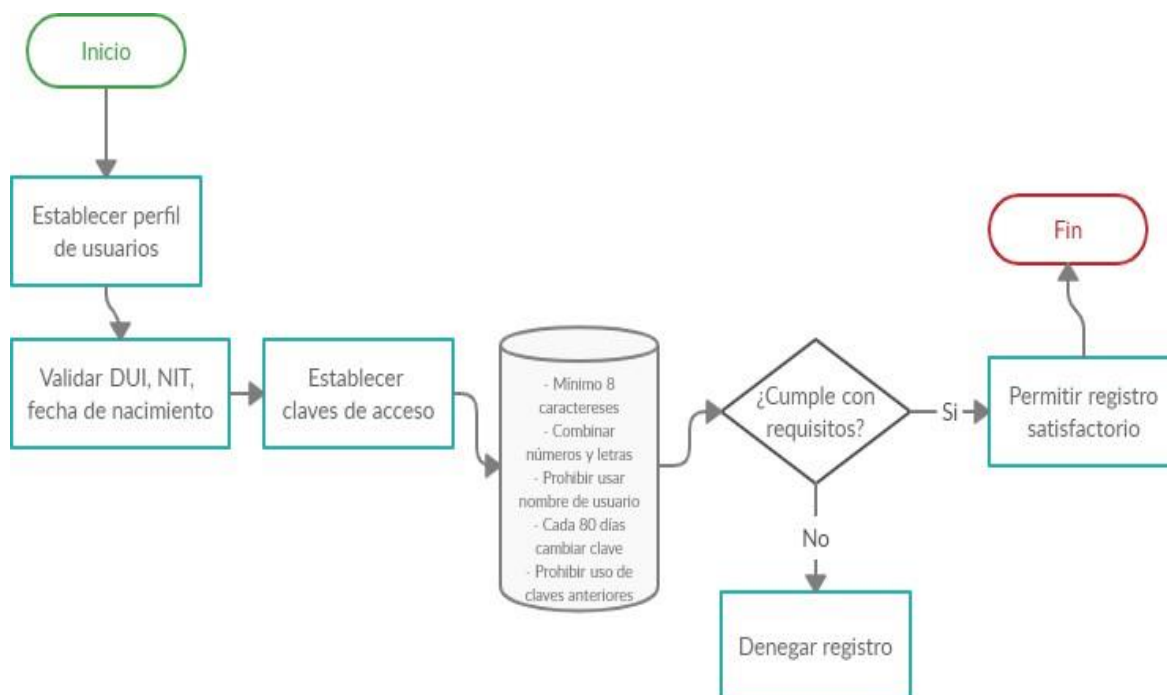 Inicio
Establecer perfil
de usuarios
Validar DUI, NIT,
fecha de nacimiento
Establecer
claves de acceso
- Mínimo 8
caractereses
- Combinar
números y letras
- Prohibir usar
nombre de usuario
- Cada 80 días
cambiar clave
- Prohibir uso de
claves anteriores
¿Cumple con
requisitos?
Si
Permitir registro
satisfactorio
Fin
No
Denegar registro